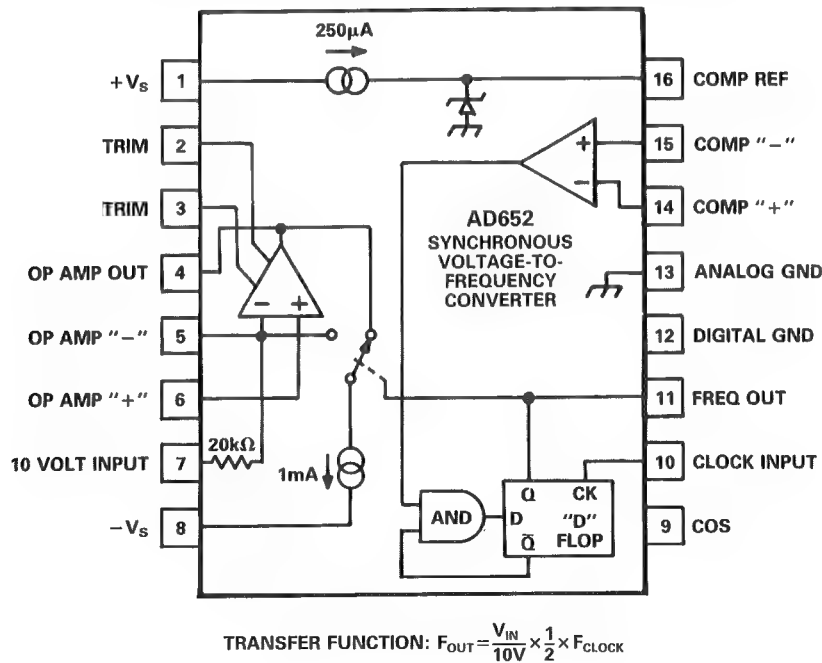 250µA
+Vs 1
16 COMP REF
TRIM 2
15 COMP "−"
+
−
TRIM 3
14 COMP "+"
AD652
SYNCHRONOUS
VOLTAGE-TO-
FREQUENCY
CONVERTER
OP AMP OUT 4
13 ANALOG GND
− +
OP AMP "−" 5
12 DIGITAL GND
OP AMP "+" 6
11 FREQ OUT
10 VOLT INPUT 7
20kΩ
1mA
10 CLOCK INPUT
−Vs 8
AND
Q CK
D "D"
Q̅ FLOP
9 COS
TRANSFER FUNCTION: F_OUT = V_IN/10V × 1/2 × F_CLOCK